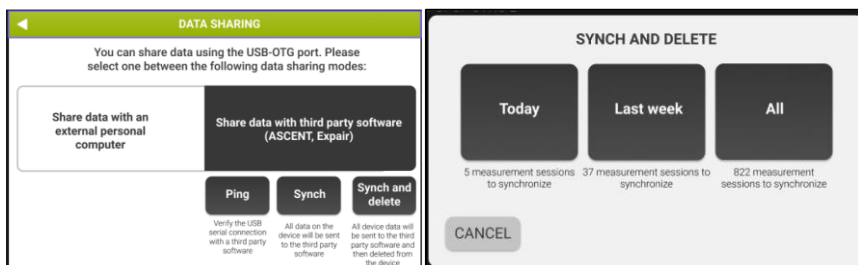 DATA SHARING
You can share data using the USB-OTG port. Please
select one between the following data sharing modes:
Share data with an
external personal
computer
Share data with third party software
(ASCENT, Expair)
Ping
Synch
Synch and
delete
Verify the USB
serial connection
with a third party
software
All data on the
device will be sent
to the third party
software
All device data will
be sent to the third
party software and
then deleted from
the device
SYNCH AND DELETE
Today
Last week
All
5 measurement sessions
to synchronize
37 measurement sessions to
synchronize
822 measurement
sessions to synchronize
CANCEL